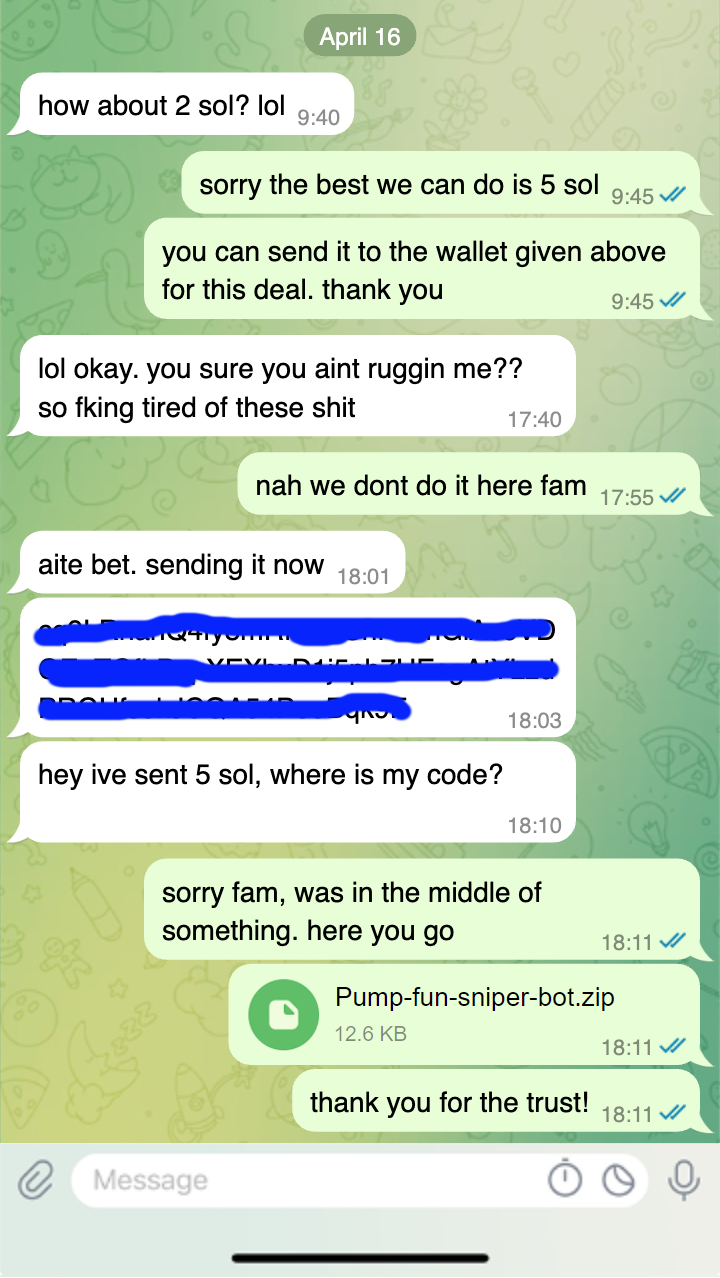 April 16
how about 2 sol? lol 9:40
sorry the best we can do is 5 sol 9:45
you can send it to the wallet given above
for this deal. thank you 9:45
lol okay. you sure you aint ruggin me??
so fking tired of these shit 17:40
nah we dont do it here fam 17:55
aite bet. sending it now 18:01
18:03
hey ive sent 5 sol, where is my code?
18:10
sorry fam, was in the middle of
something. here you go 18:11
Pump-fun-sniper-bot.zip
12.6 KB
18:11
thank you for the trust! 18:11
Message